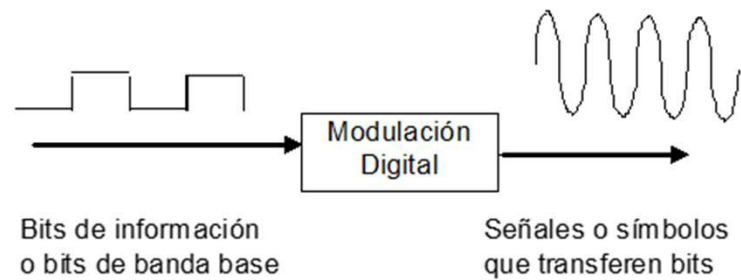 Modulación
Digital
Bits de información
o bits de banda base
Señales o símbolos
que transferen bits